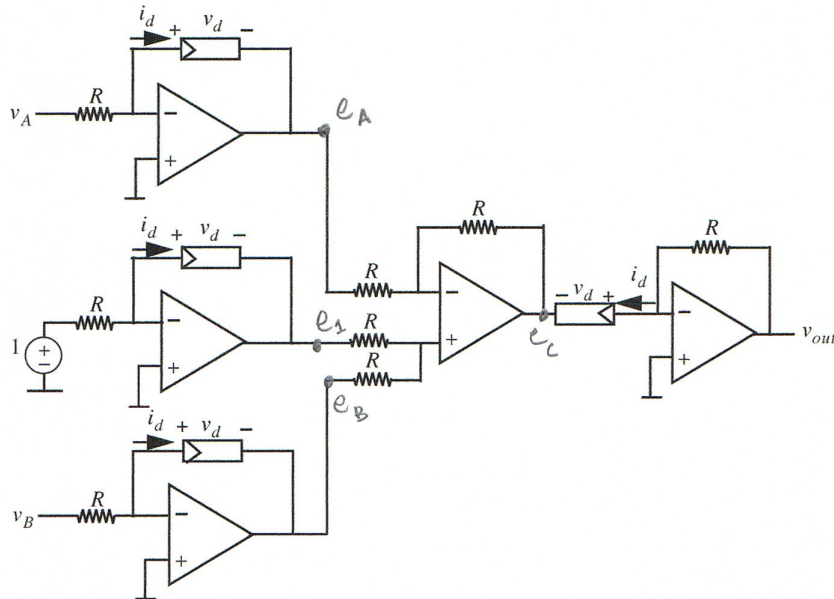 i_d + v_d −
R
v_A
−
+
e_A
i_d + v_d −
R
R
R
1
+
−
−
+
e_1
R
R
−
+
e_C
− v_d +
i_d
R
−
+
v_out
e_B
i_d + v_d −
R
v_B
−
+